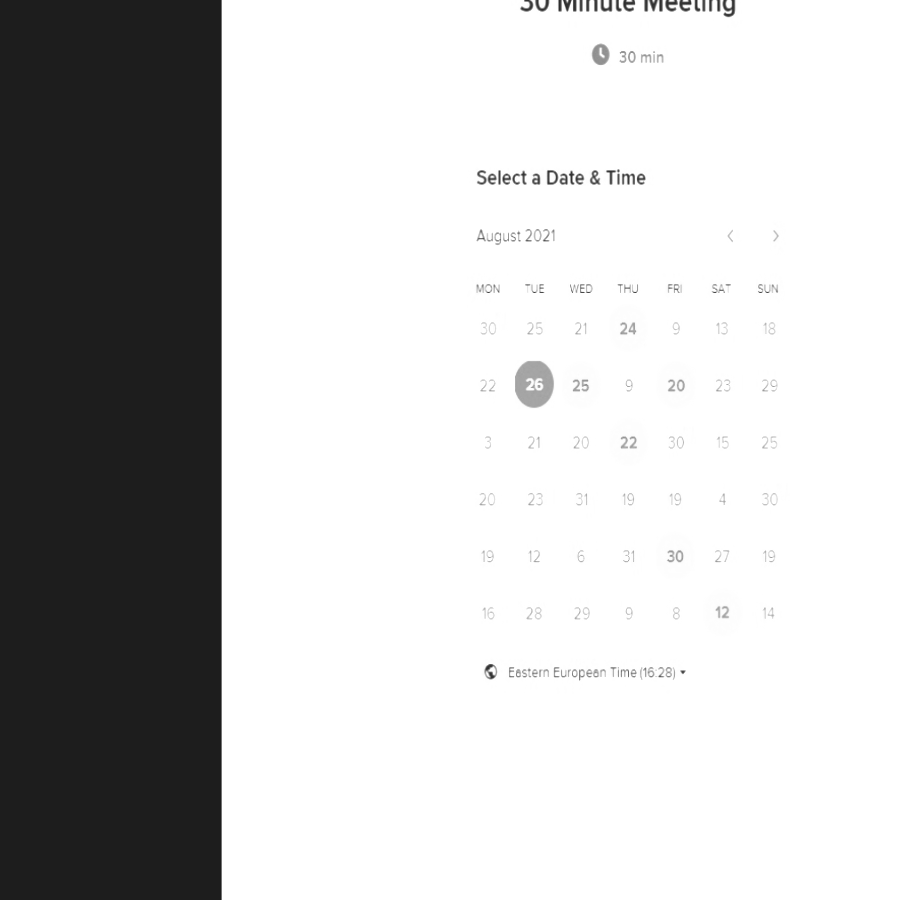 30 Minute Meeting
30 min
Select a Date & Time
August 2021
MON TUE WED THU FRI SAT SUN
30 25 21 24 9 13 18
22 26 25 9 20 23 29
3 21 20 22 30 15 25
20 23 31 19 19 4 30
19 12 6 31 30 27 19
16 28 29 9 8 12 14
Eastern European Time (16:28)